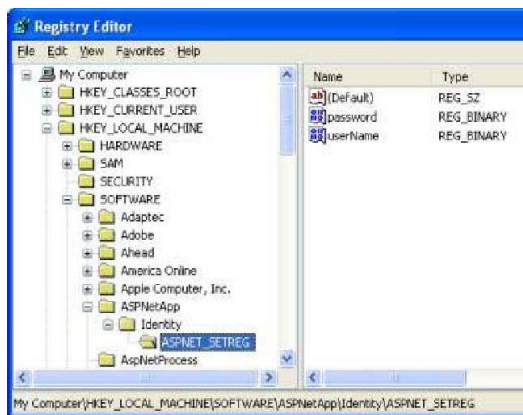 Registry Editor
File Edit View Favorites Help
My Computer
HKEY_CLASSES_ROOT
HKEY_CURRENT_USER
HKEY_LOCAL_MACHINE
HARDWARE
SAM
SECURITY
SOFTWARE
Adaptec
Adobe
Ahead
America Online
Apple Computer, Inc.
ASPNetApp
Identity
ASPNET_SETREG
AspNetProcess
Name Type
(Default) REG_SZ
password REG_BINARY
userName REG_BINARY
My Computer\HKEY_LOCAL_MACHINE\SOFTWARE\ASPNetApp\Identity\ASPNET_SETREG